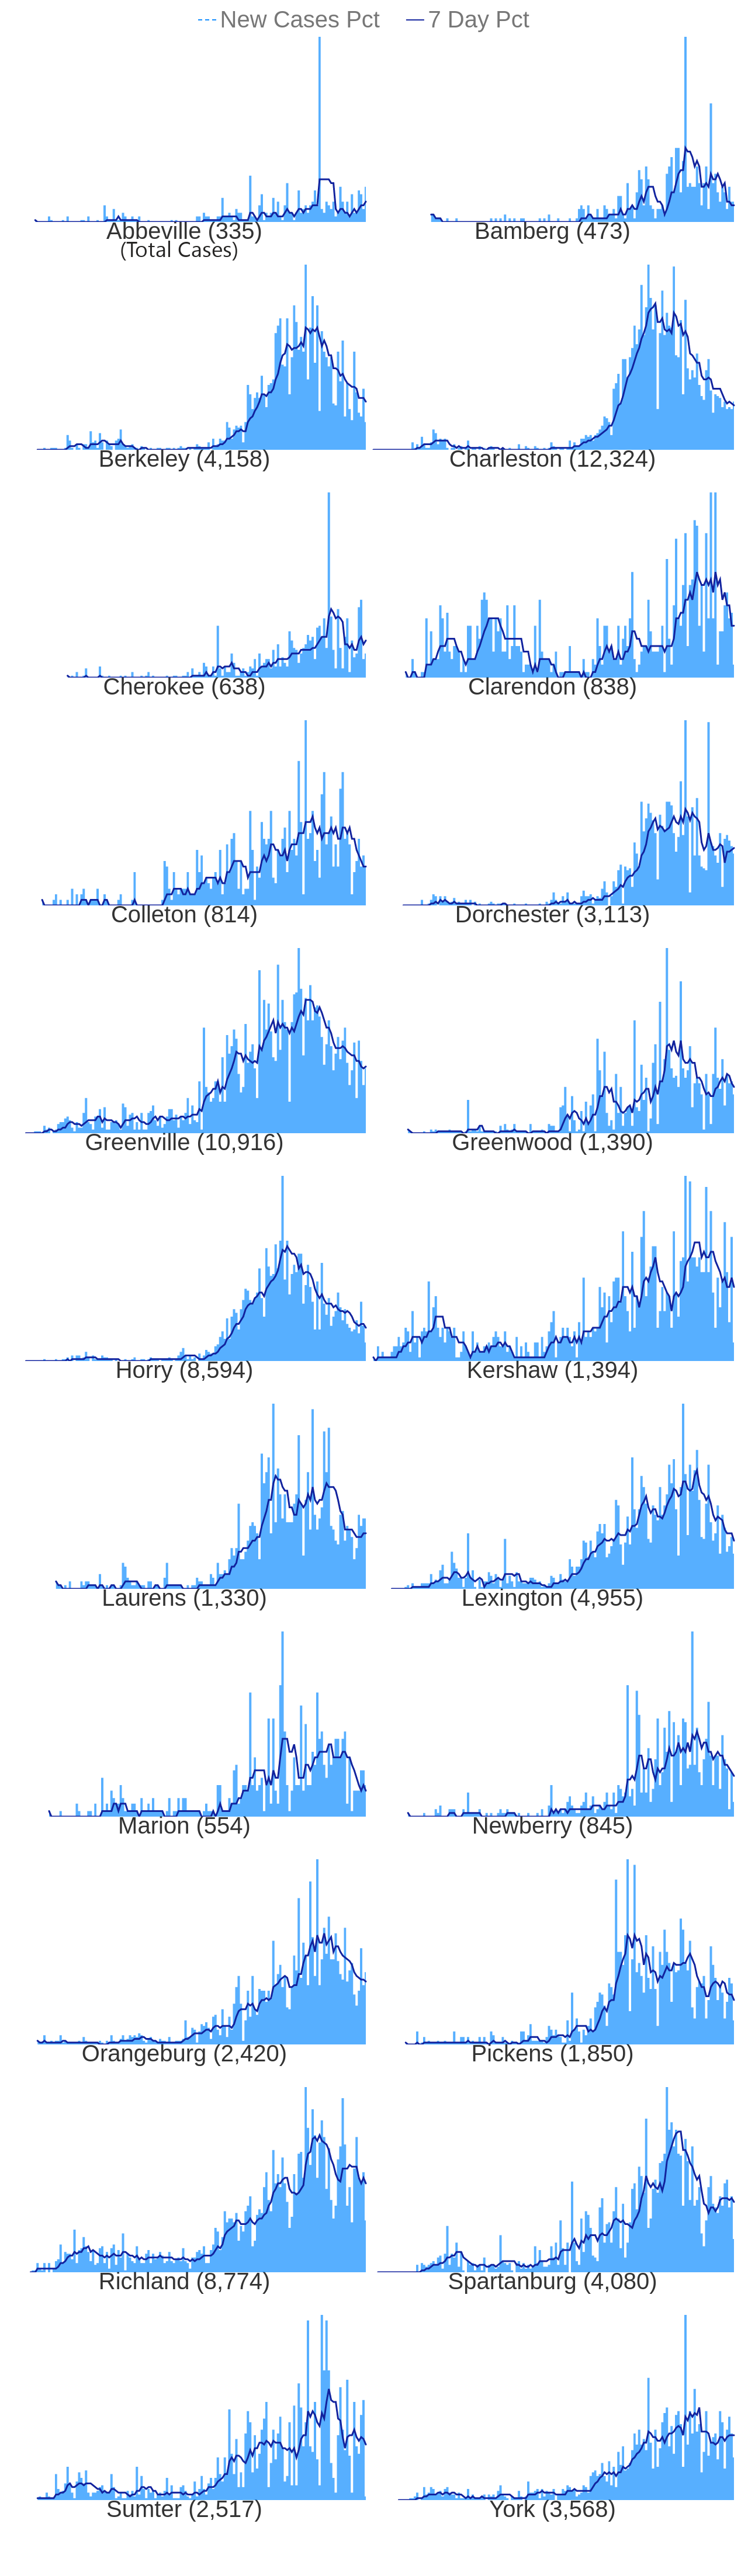 New Cases Pct 7 Day Pct
Abbeville (335) Bamberg (473)
(Total Cases)
Berkeley (4,158) Charleston (12,324)
Cherokee (638) Clarendon (838)
Colleton (814) Dorchester (3,113)
Greenville (10,916) Greenwood (1,390)
Horry (8,594) Kershaw (1,394)
Laurens (1,330) Lexington (4,955)
Marion (554) Newberry (845)
Orangeburg (2,420) Pickens (1,850)
Richland (8,774) Spartanburg (4,080)
Sumter (2,517) York (3,568)